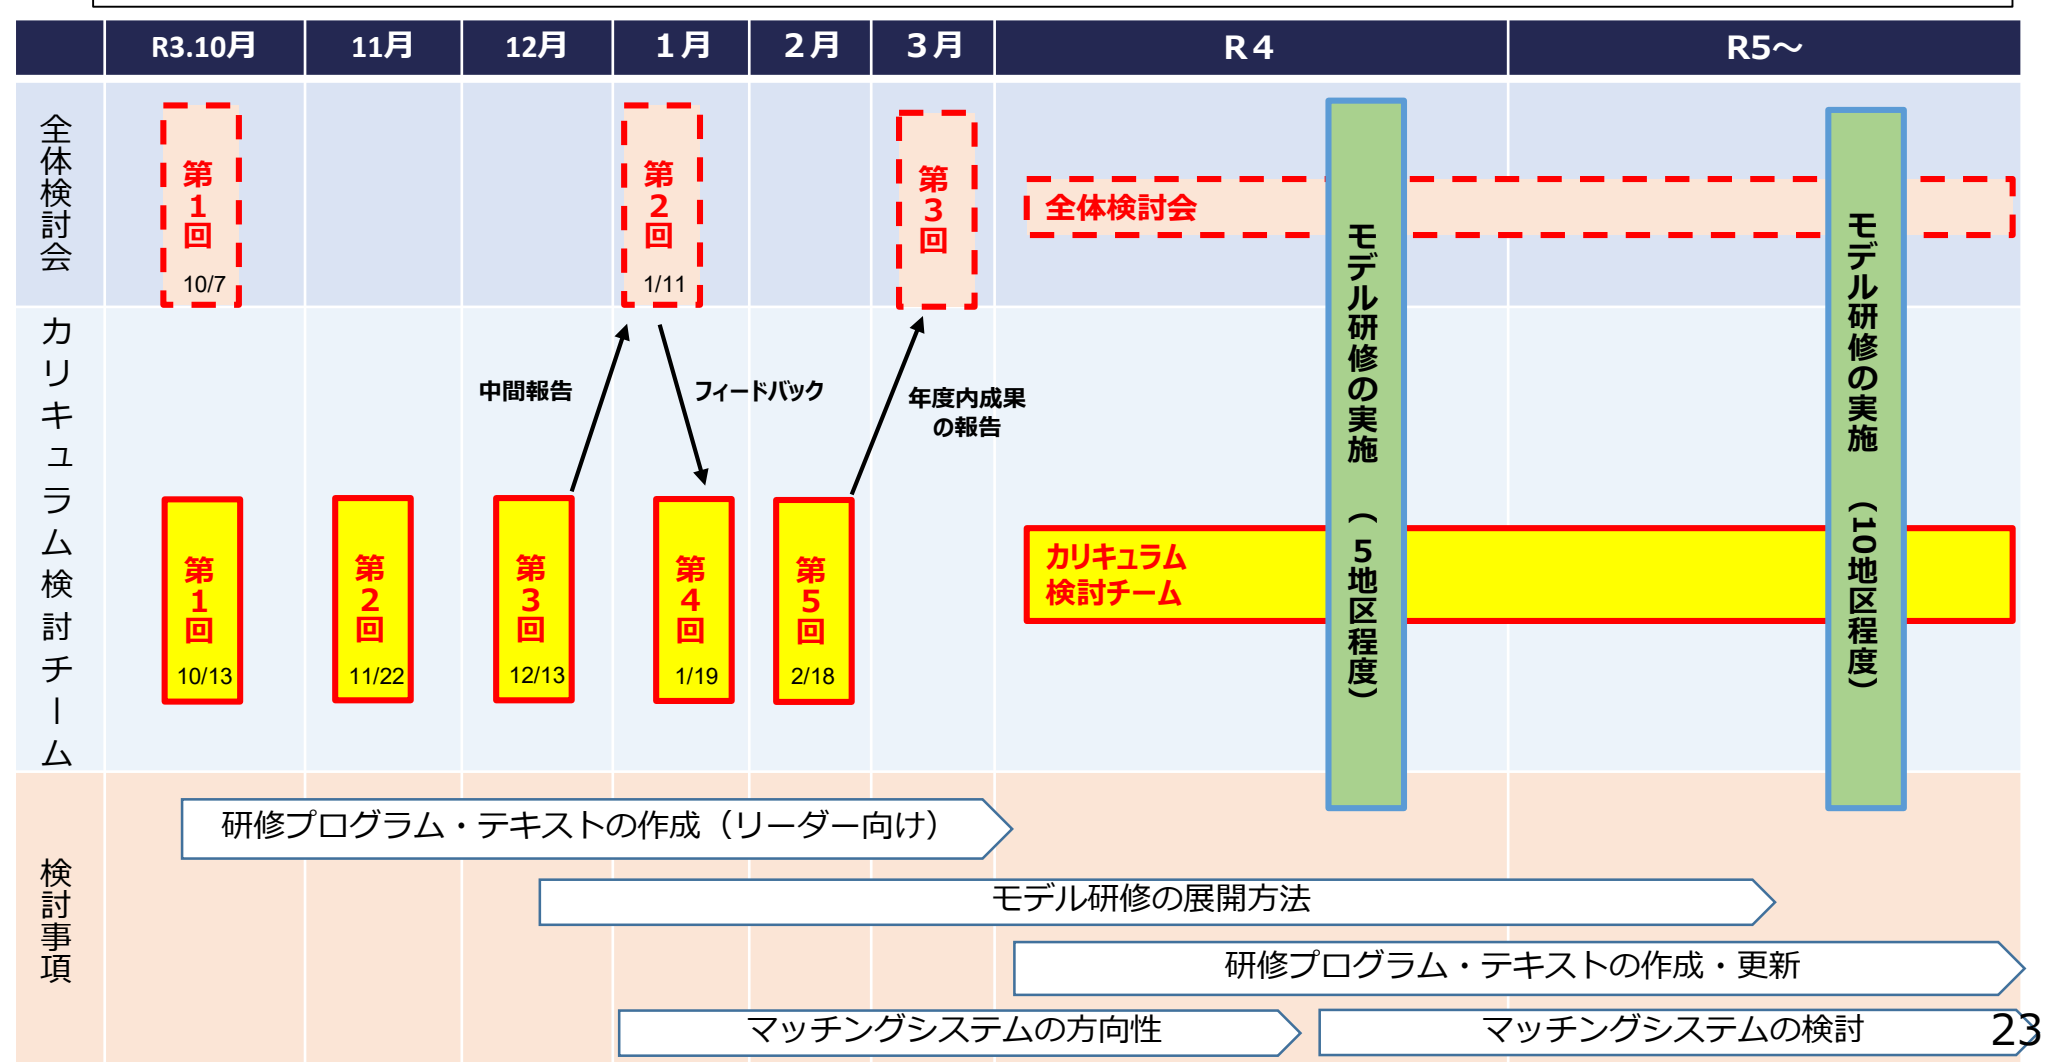 R3.10月
11月
12月
１月
２月
３月
R４
R5～
全体検討会
第1回
10/7
第2回
1/11
第3回
全体検討会
カリキュラム検討チーム
中間報告
フィードバック
年度内成果
の報告
第1回
10/13
第2回
11/22
第3回
12/13
第4回
1/19
第5回
2/18
カリキュラム
検討チーム
モデル研修の実施　（５地区程度）
モデル研修の実施　（10地区程度）
検討事項
研修プログラム・テキストの作成（リーダー向け）
モデル研修の展開方法
研修プログラム・テキストの作成・更新
マッチングシステムの方向性
マッチングシステムの検討
23